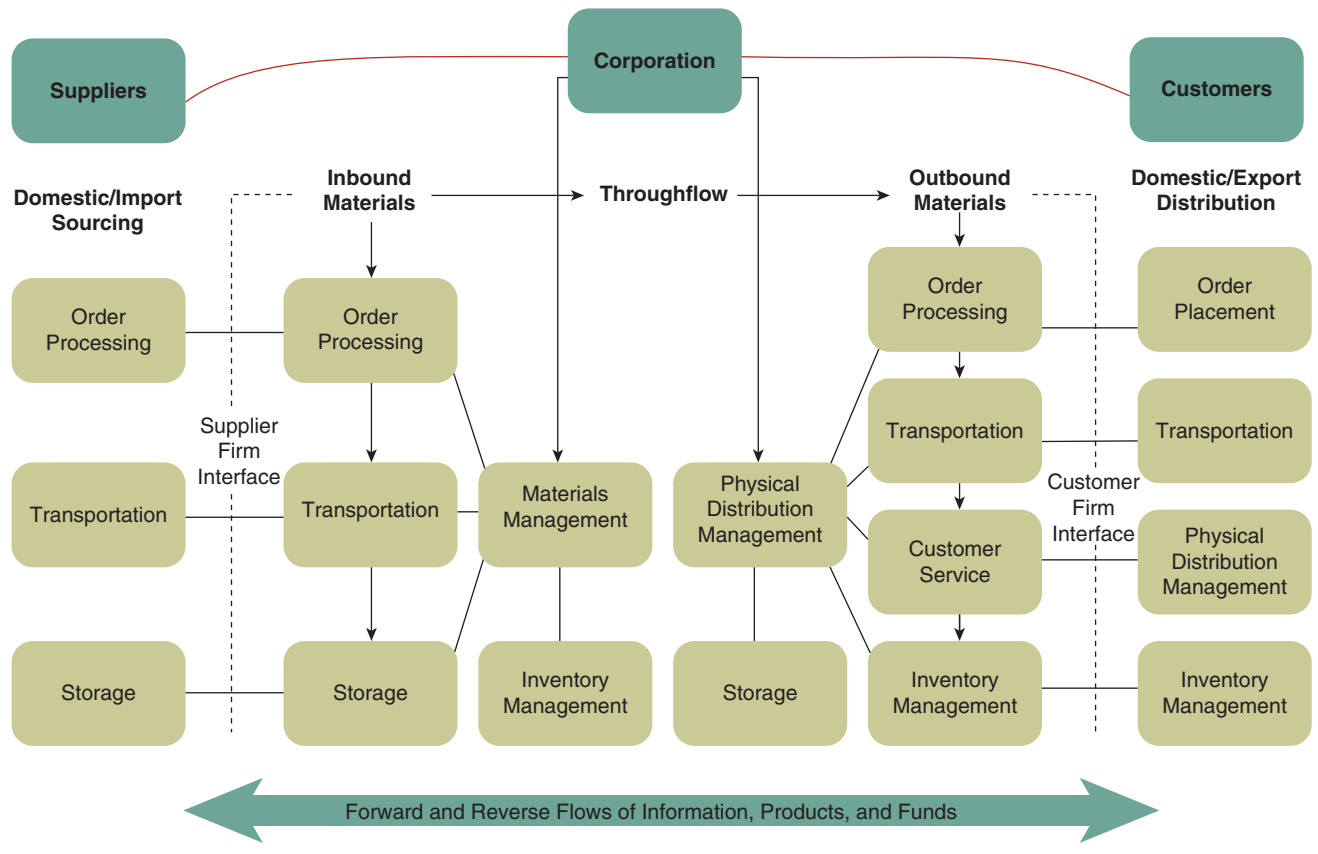 Suppliers
Corporation
Customers
Domestic/Import
Sourcing
Inbound
Materials
Throughflow
Outbound
Materials
Domestic/Export
Distribution
Order
Processing
Transportation
Storage
Supplier
Firm
Interface
Order
Processing
Transportation
Storage
Materials
Management
Inventory
Management
Physical
Distribution
Management
Storage
Order
Processing
Transportation
Customer
Service
Inventory
Management
Customer
Firm
Interface
Order
Placement
Transportation
Physical
Distribution
Management
Inventory
Management
Forward and Reverse Flows of Information, Products, and Funds